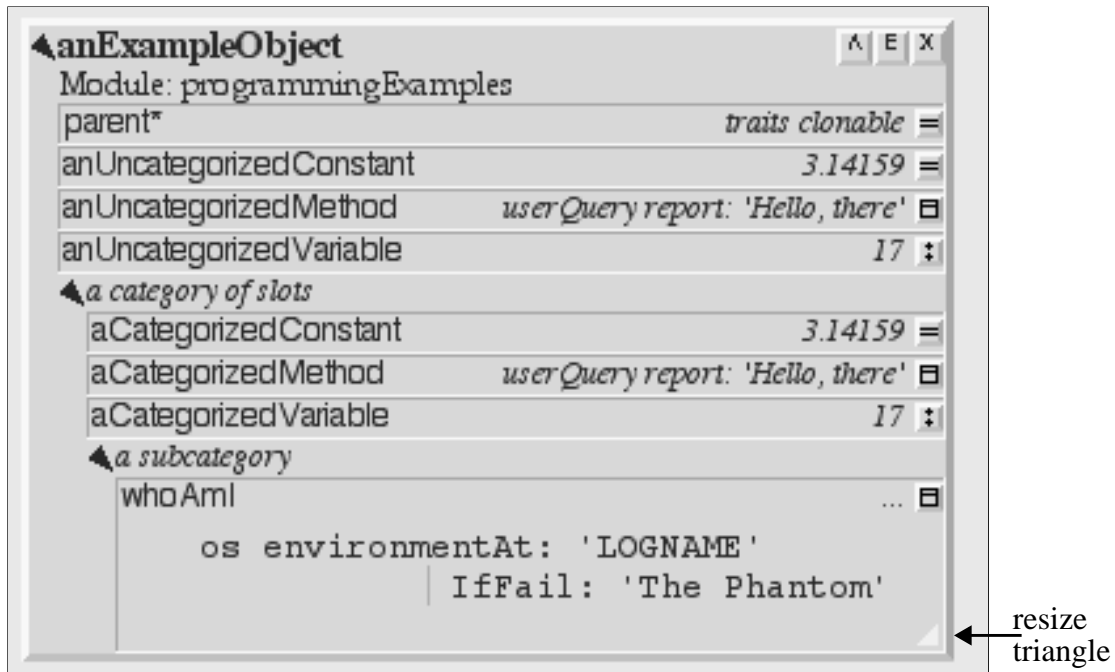 anExampleObject Λ E X
Module: programmingExamples
parent* traits clonable =
anUncategorizedConstant 3.14159 =
anUncategorizedMethod userQuery report: 'Hello, there'
anUncategorizedVariable 17 :
a category of slots
aCategorizedConstant 3.14159 =
aCategorizedMethod userQuery report: 'Hello, there'
aCategorizedVariable 17 :
a subcategory
whoAmI ...
os environmentAt: 'LOGNAME'
IfFail: 'The Phantom'
resize
triangle